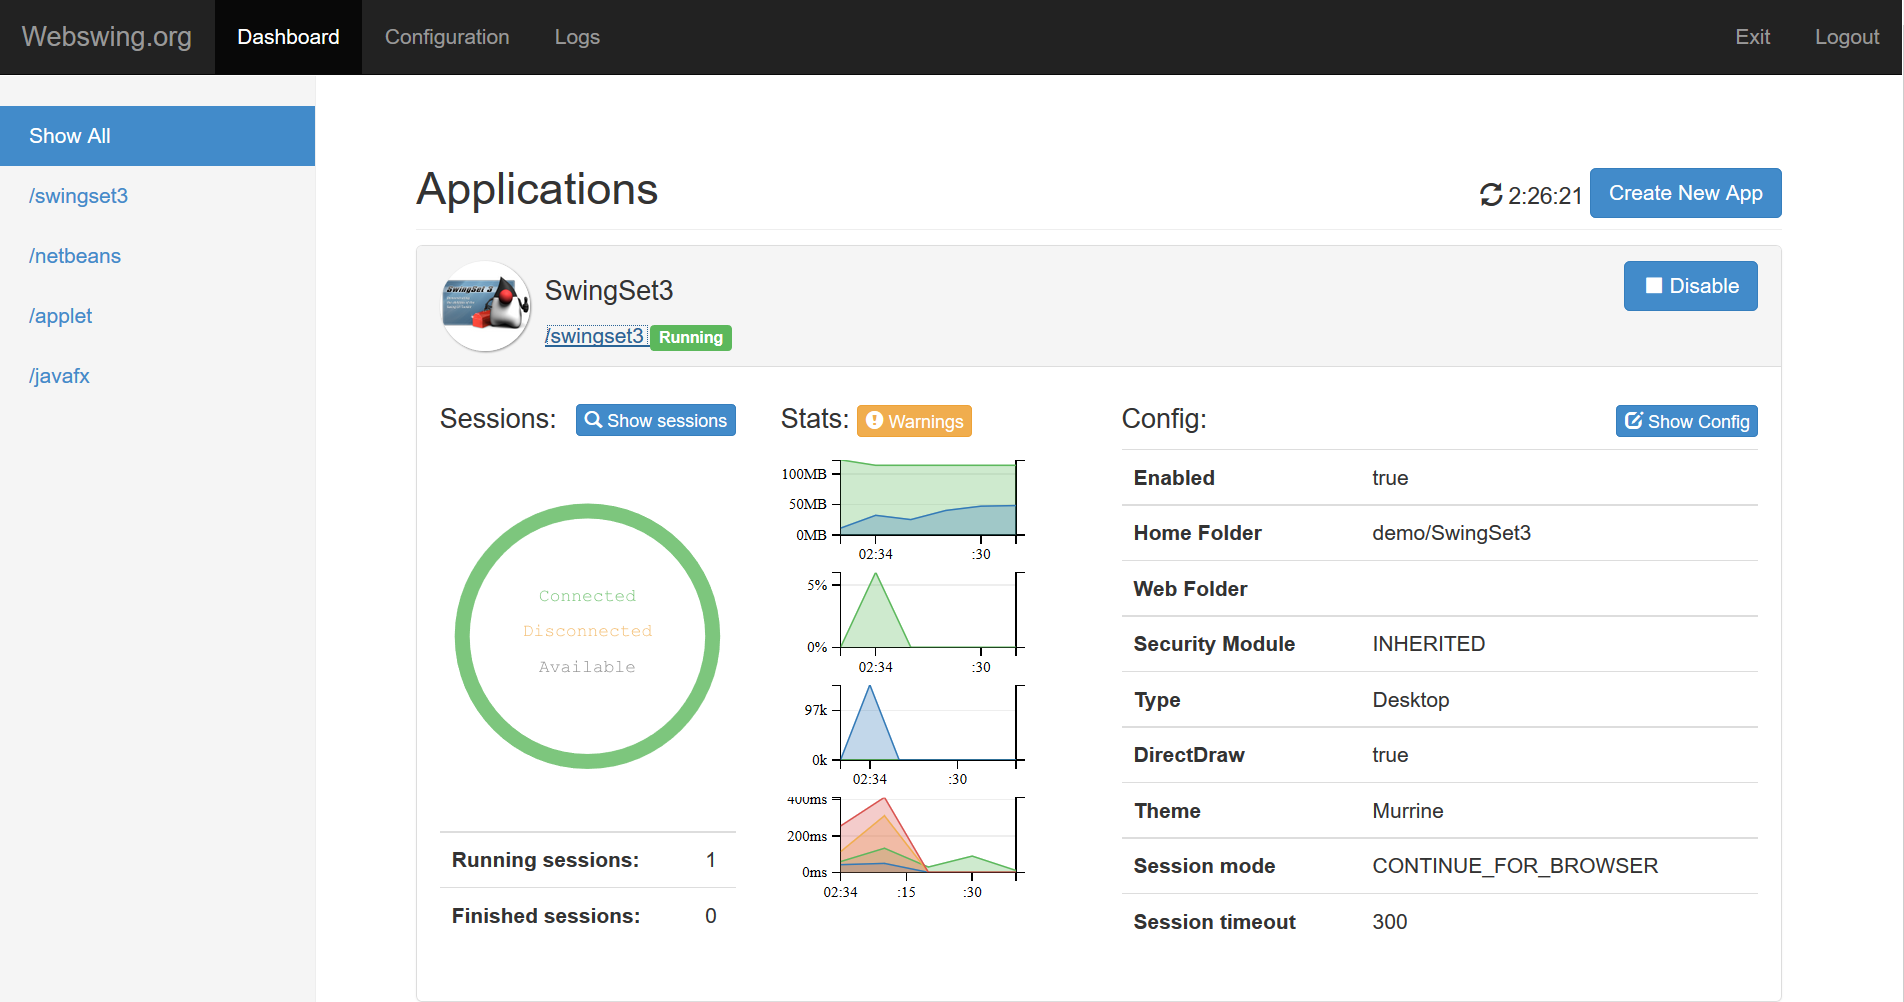 Webswing.org Dashboard Configuration Logs Exit Logout
Show All
/swingset3
/netbeans
/applet
/javafx
Applications
2:26:21 Create New App
SwingSet3
/swingset3 Running
Disable
Sessions: Show sessions
Connected
Disconnected
Available
Running sessions: 1
Finished sessions: 0
Stats: Warnings
100MB
50MB
0MB
02:34 :30
5%
0%
02:34 :30
97k
0k
02:34 :30
400ms
200ms
0ms
02:34 :15 :30
Config: Show Config
Enabled true
Home Folder demo/SwingSet3
Web Folder
Security Module INHERITED
Type Desktop
DirectDraw true
Theme Murrine
Session mode CONTINUE_FOR_BROWSER
Session timeout 300